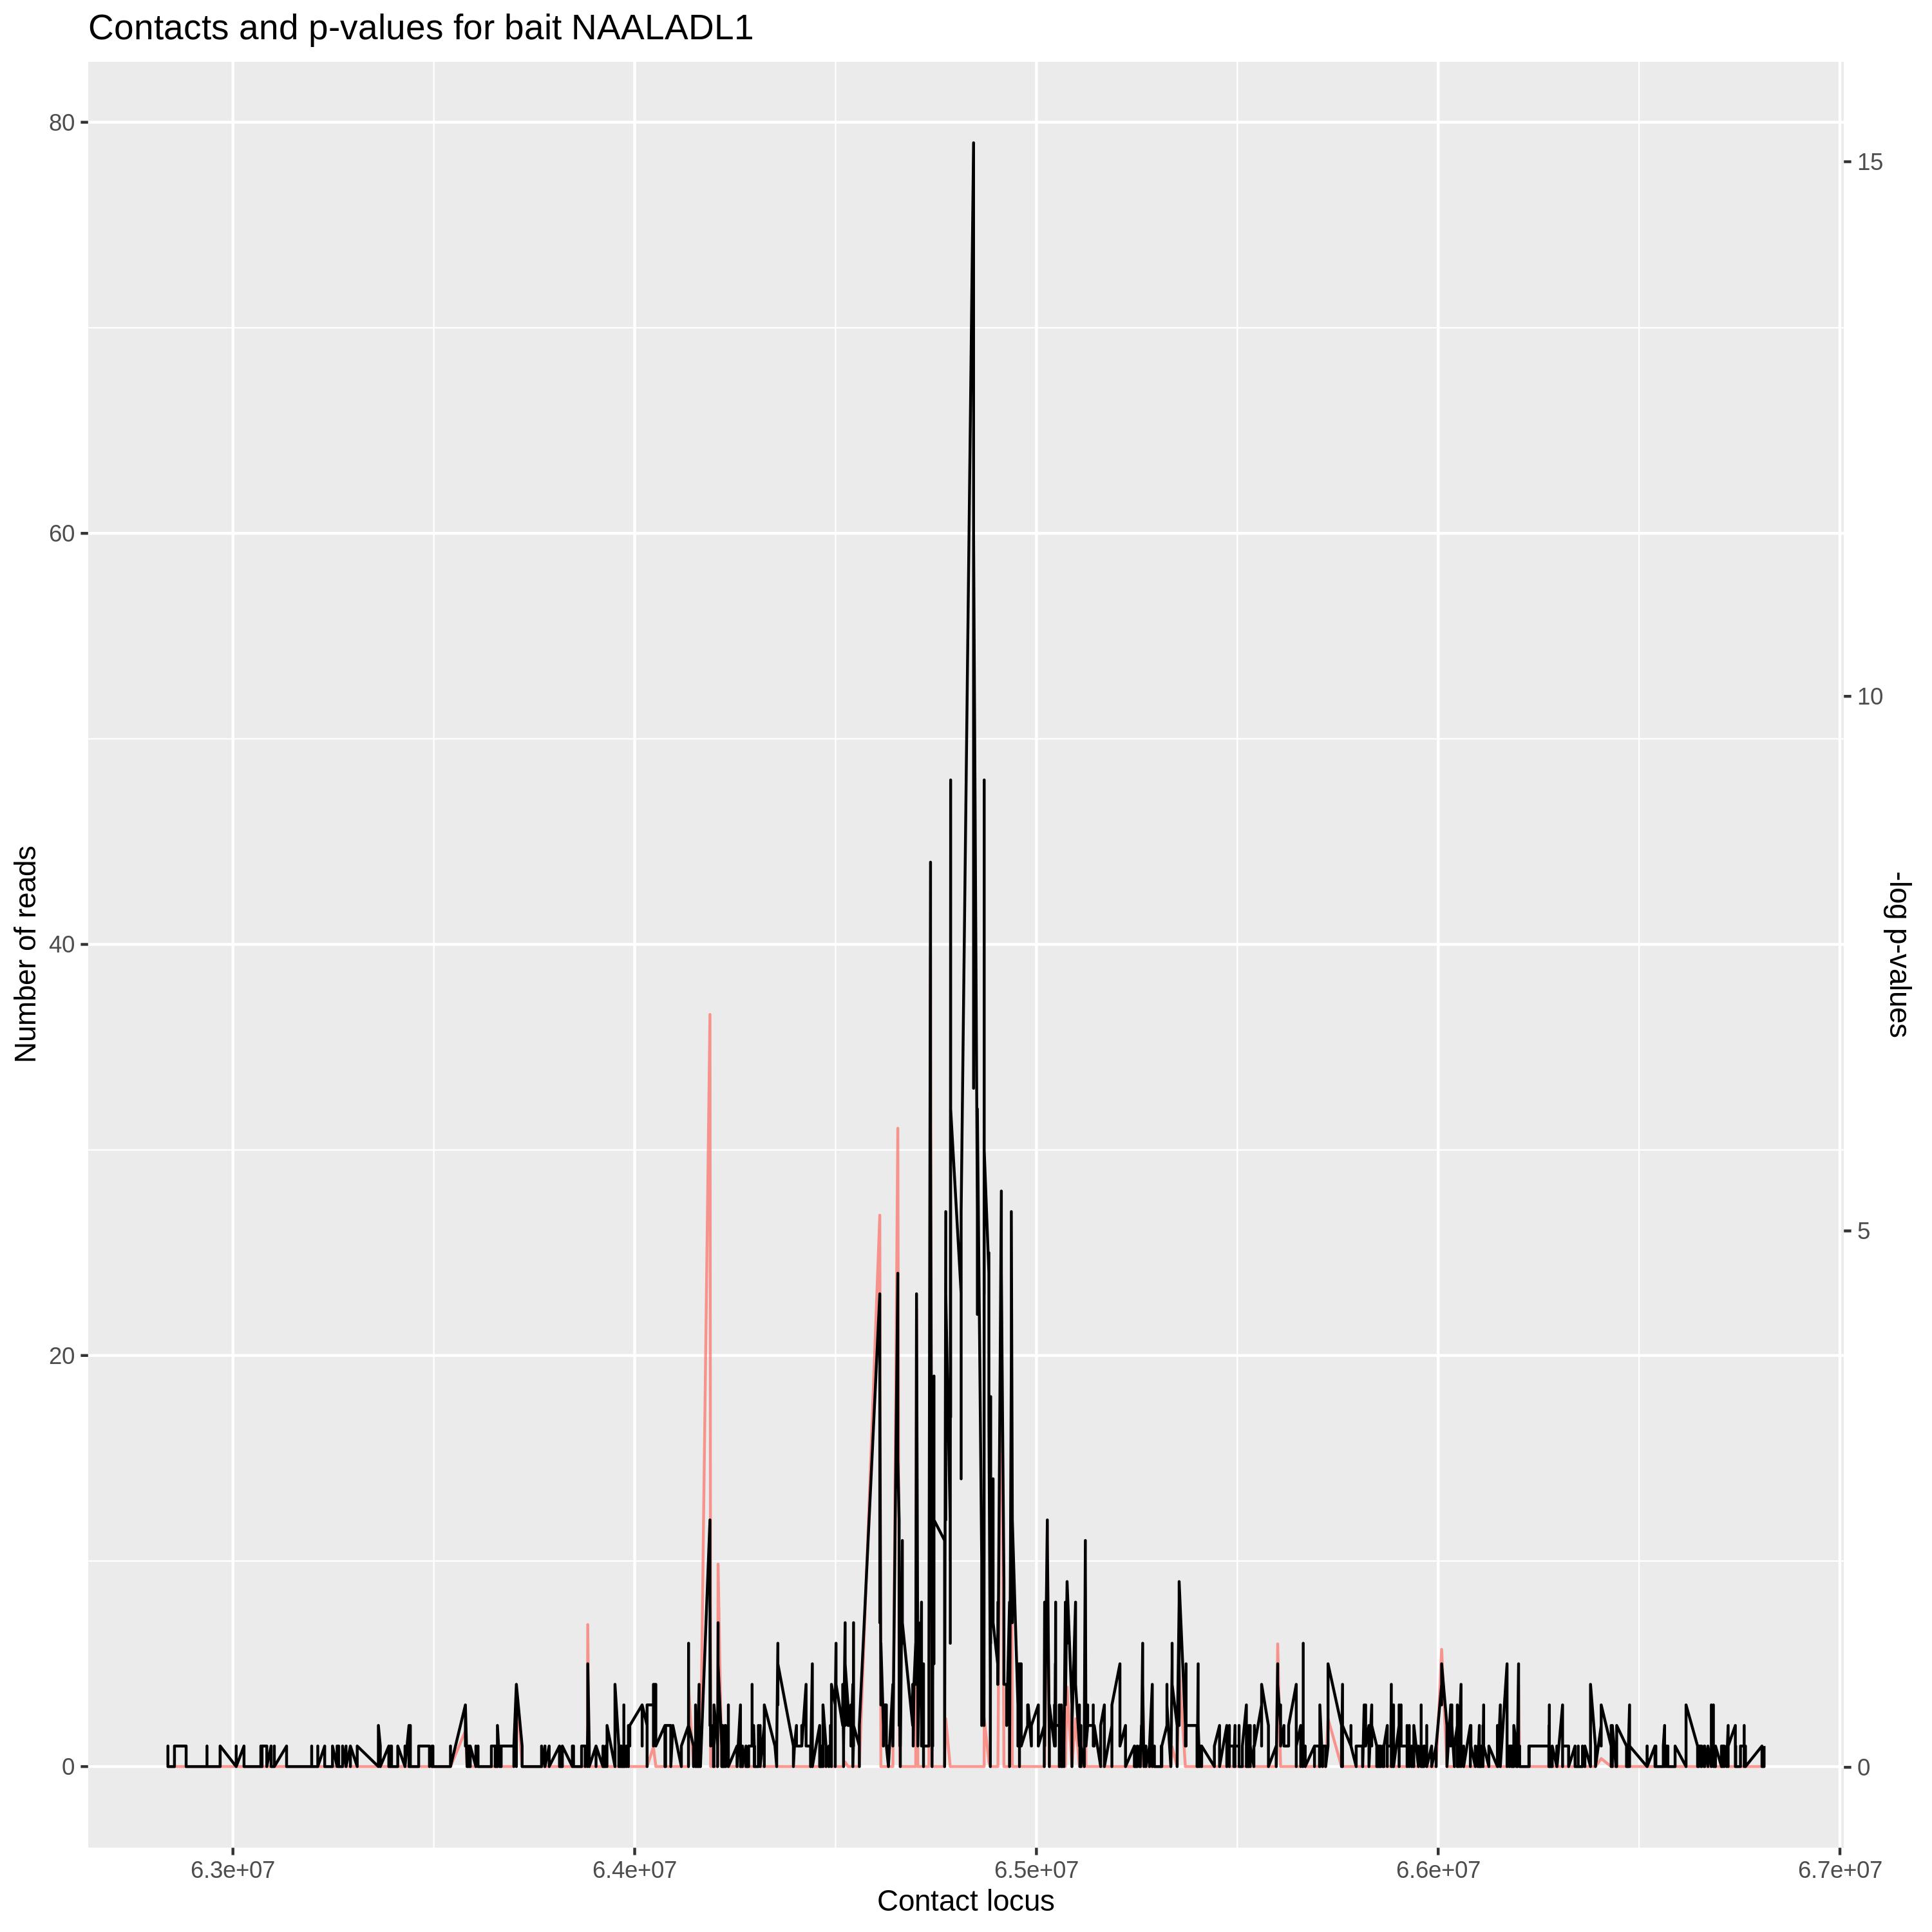 Contacts and p-values for bait NAALADL1
80
60
40
20
0
Number of reads
15
10
5
0
-log p-values
6.3e+07
6.4e+07
6.5e+07
6.6e+07
6.7e+07
Contact locus